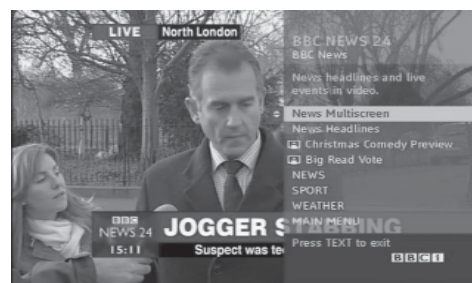 LIVE North London
BBC NEWS 24
BBC News
News headlines and live
events in video.
News Multiscreen
News Headlines
Christmas Comedy Preview
Big Read Vote
NEWS
SPORT
WEATHER
MAIN MENU
Press TEXT to exit
BBC 1
BBC
NEWS 24
15:11
JOGGER STABBING
Suspect was